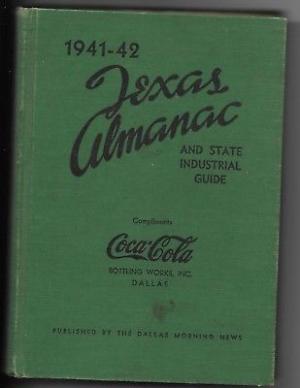 1941-42
Texas
Almanac
AND STATE
INDUSTRIAL
GUIDE
Compliments
Coca-Cola
BOTTLING WORKS, INC.
DALLAS
PUBLISHED BY THE DALLAS MORNING NEWS